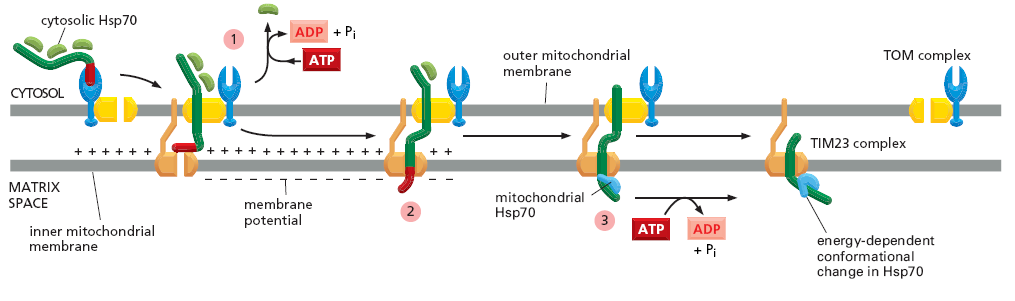 cytosolic Hsp70
1
ADP + Pi
ATP
outer mitochondrial
membrane
TOM complex
CYTOSOL
TIM23 complex
+ + + + + + + + + + + + + + + + + + + + + + + + + +
– – – – – – – – – – – – – – – – – –
MATRIX
SPACE
membrane
potential
inner mitochondrial
membrane
2
mitochondrial
Hsp70
3
ATP
ADP
+ Pi
energy-dependent
conformational
change in Hsp70